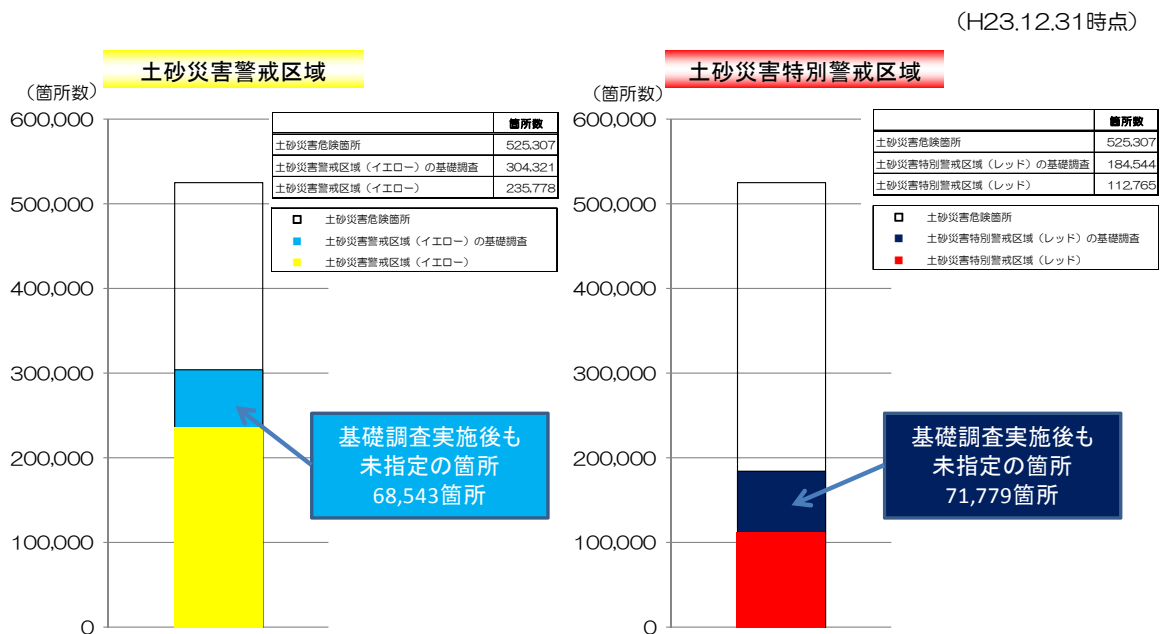 （H23.12.31時点）
土砂災害警戒区域
（箇所数）
600,000
500,000
400,000
300,000
200,000
100,000
0
箇所数
土砂災害危険箇所 525,307
土砂災害警戒区域（イエロー）の基礎調査 304,321
土砂災害警戒区域（イエロー） 235,778
土砂災害危険箇所
土砂災害警戒区域（イエロー）の基礎調査
土砂災害警戒区域（イエロー）
基礎調査実施後も
未指定の箇所
68,543箇所
土砂災害特別警戒区域
（箇所数）
600,000
500,000
400,000
300,000
200,000
100,000
0
箇所数
土砂災害危険箇所 525,307
土砂災害特別警戒区域（レッド）の基礎調査 184,544
土砂災害特別警戒区域（レッド） 112,765
土砂災害危険箇所
土砂災害特別警戒区域（レッド）の基礎調査
土砂災害特別警戒区域（レッド）
基礎調査実施後も
未指定の箇所
71,779箇所